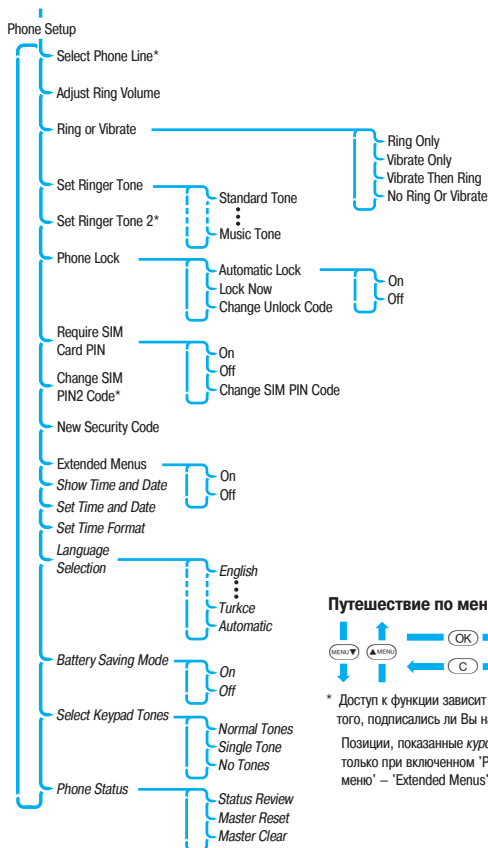 Phone Setup
Select Phone Line*
Adjust Ring Volume
Ring or Vibrate
Ring Only
Vibrate Only
Vibrate Then Ring
No Ring Or Vibrate
Set Ringer Tone
Standard Tone
Music Tone
Set Ringer Tone 2*
Phone Lock
Automatic Lock
On
Off
Lock Now
Change Unlock Code
Require SIM
Card PIN
On
Off
Change SIM PIN Code
Change SIM
PIN2 Code*
New Security Code
Extended Menus
On
Off
Show Time and Date
Set Time and Date
Set Time Format
Language
Selection
English
Turkce
Automatic
Battery Saving Mode
On
Off
Select Keypad Tones
Normal Tones
Single Tone
No Tones
Phone Status
Status Review
Master Reset
Master Clear
Путешествие по мен
MENU▼ ▲MENU OK
C
* Доступ к функции зависит
того, подписались ли Вы н
Позиции, показанные
только при включенном 'Р
меню' – 'Extended Menus'